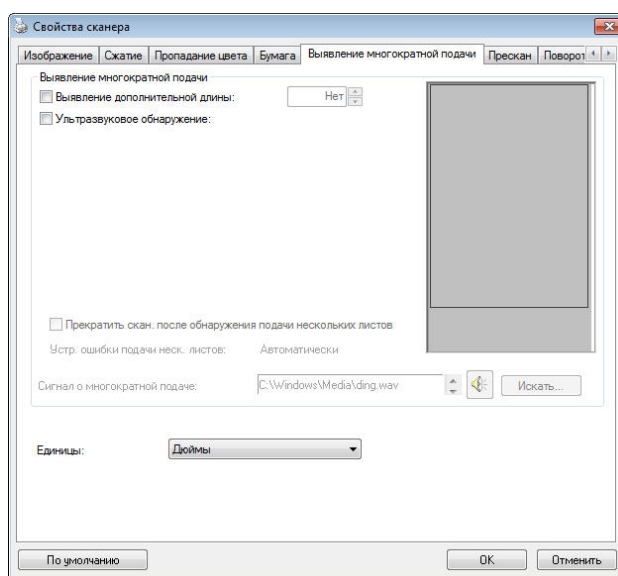 Свойства сканера
Изображение Сжатие Пропадание цвета Бумага Выявление многократной подачи Прескан Поворот
Выявление многократной подачи
Выявление дополнительной длины: Нет
Ультразвуковое обнаружение:
Прекратить скан. после обнаружения подачи нескольких листов
Устр. ошибки подачи неск. листов: Автоматически
Сигнал о многократной подаче: C:\Windows\Media\ding.wav Искать...
Единицы: Дюймы
По умолчанию OK Отменить